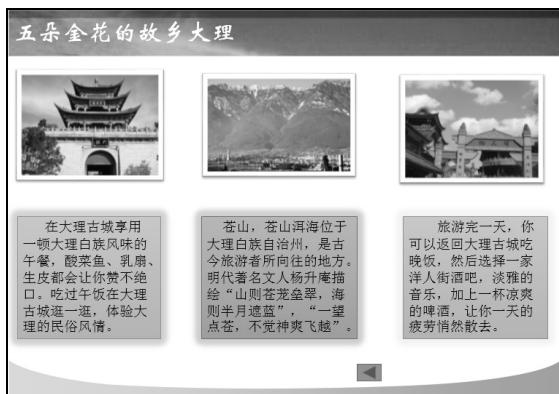 五朵金花的故乡大理
在大理古城享用
一顿大理白族风味的
午餐，酸菜鱼、乳扇、
生皮都会让你赞不绝
口。吃过午饭在大理
古城逛一逛，体验大
理的民俗风情。
苍山，苍山洱海位于
大理白族自治州，是古
今旅游者所向往的地方。
明代著名文人杨升庵描
绘“山则苍茏垒翠，海
则半月遮蓝”，“一望
点苍，不觉神爽飞越”。
旅游完一天，你
可以返回大理古城吃
晚饭，然后选择一家
洋人街酒吧，淡雅的
音乐，加上一杯凉爽
的啤酒，让你一天的
疲劳悄然散去。